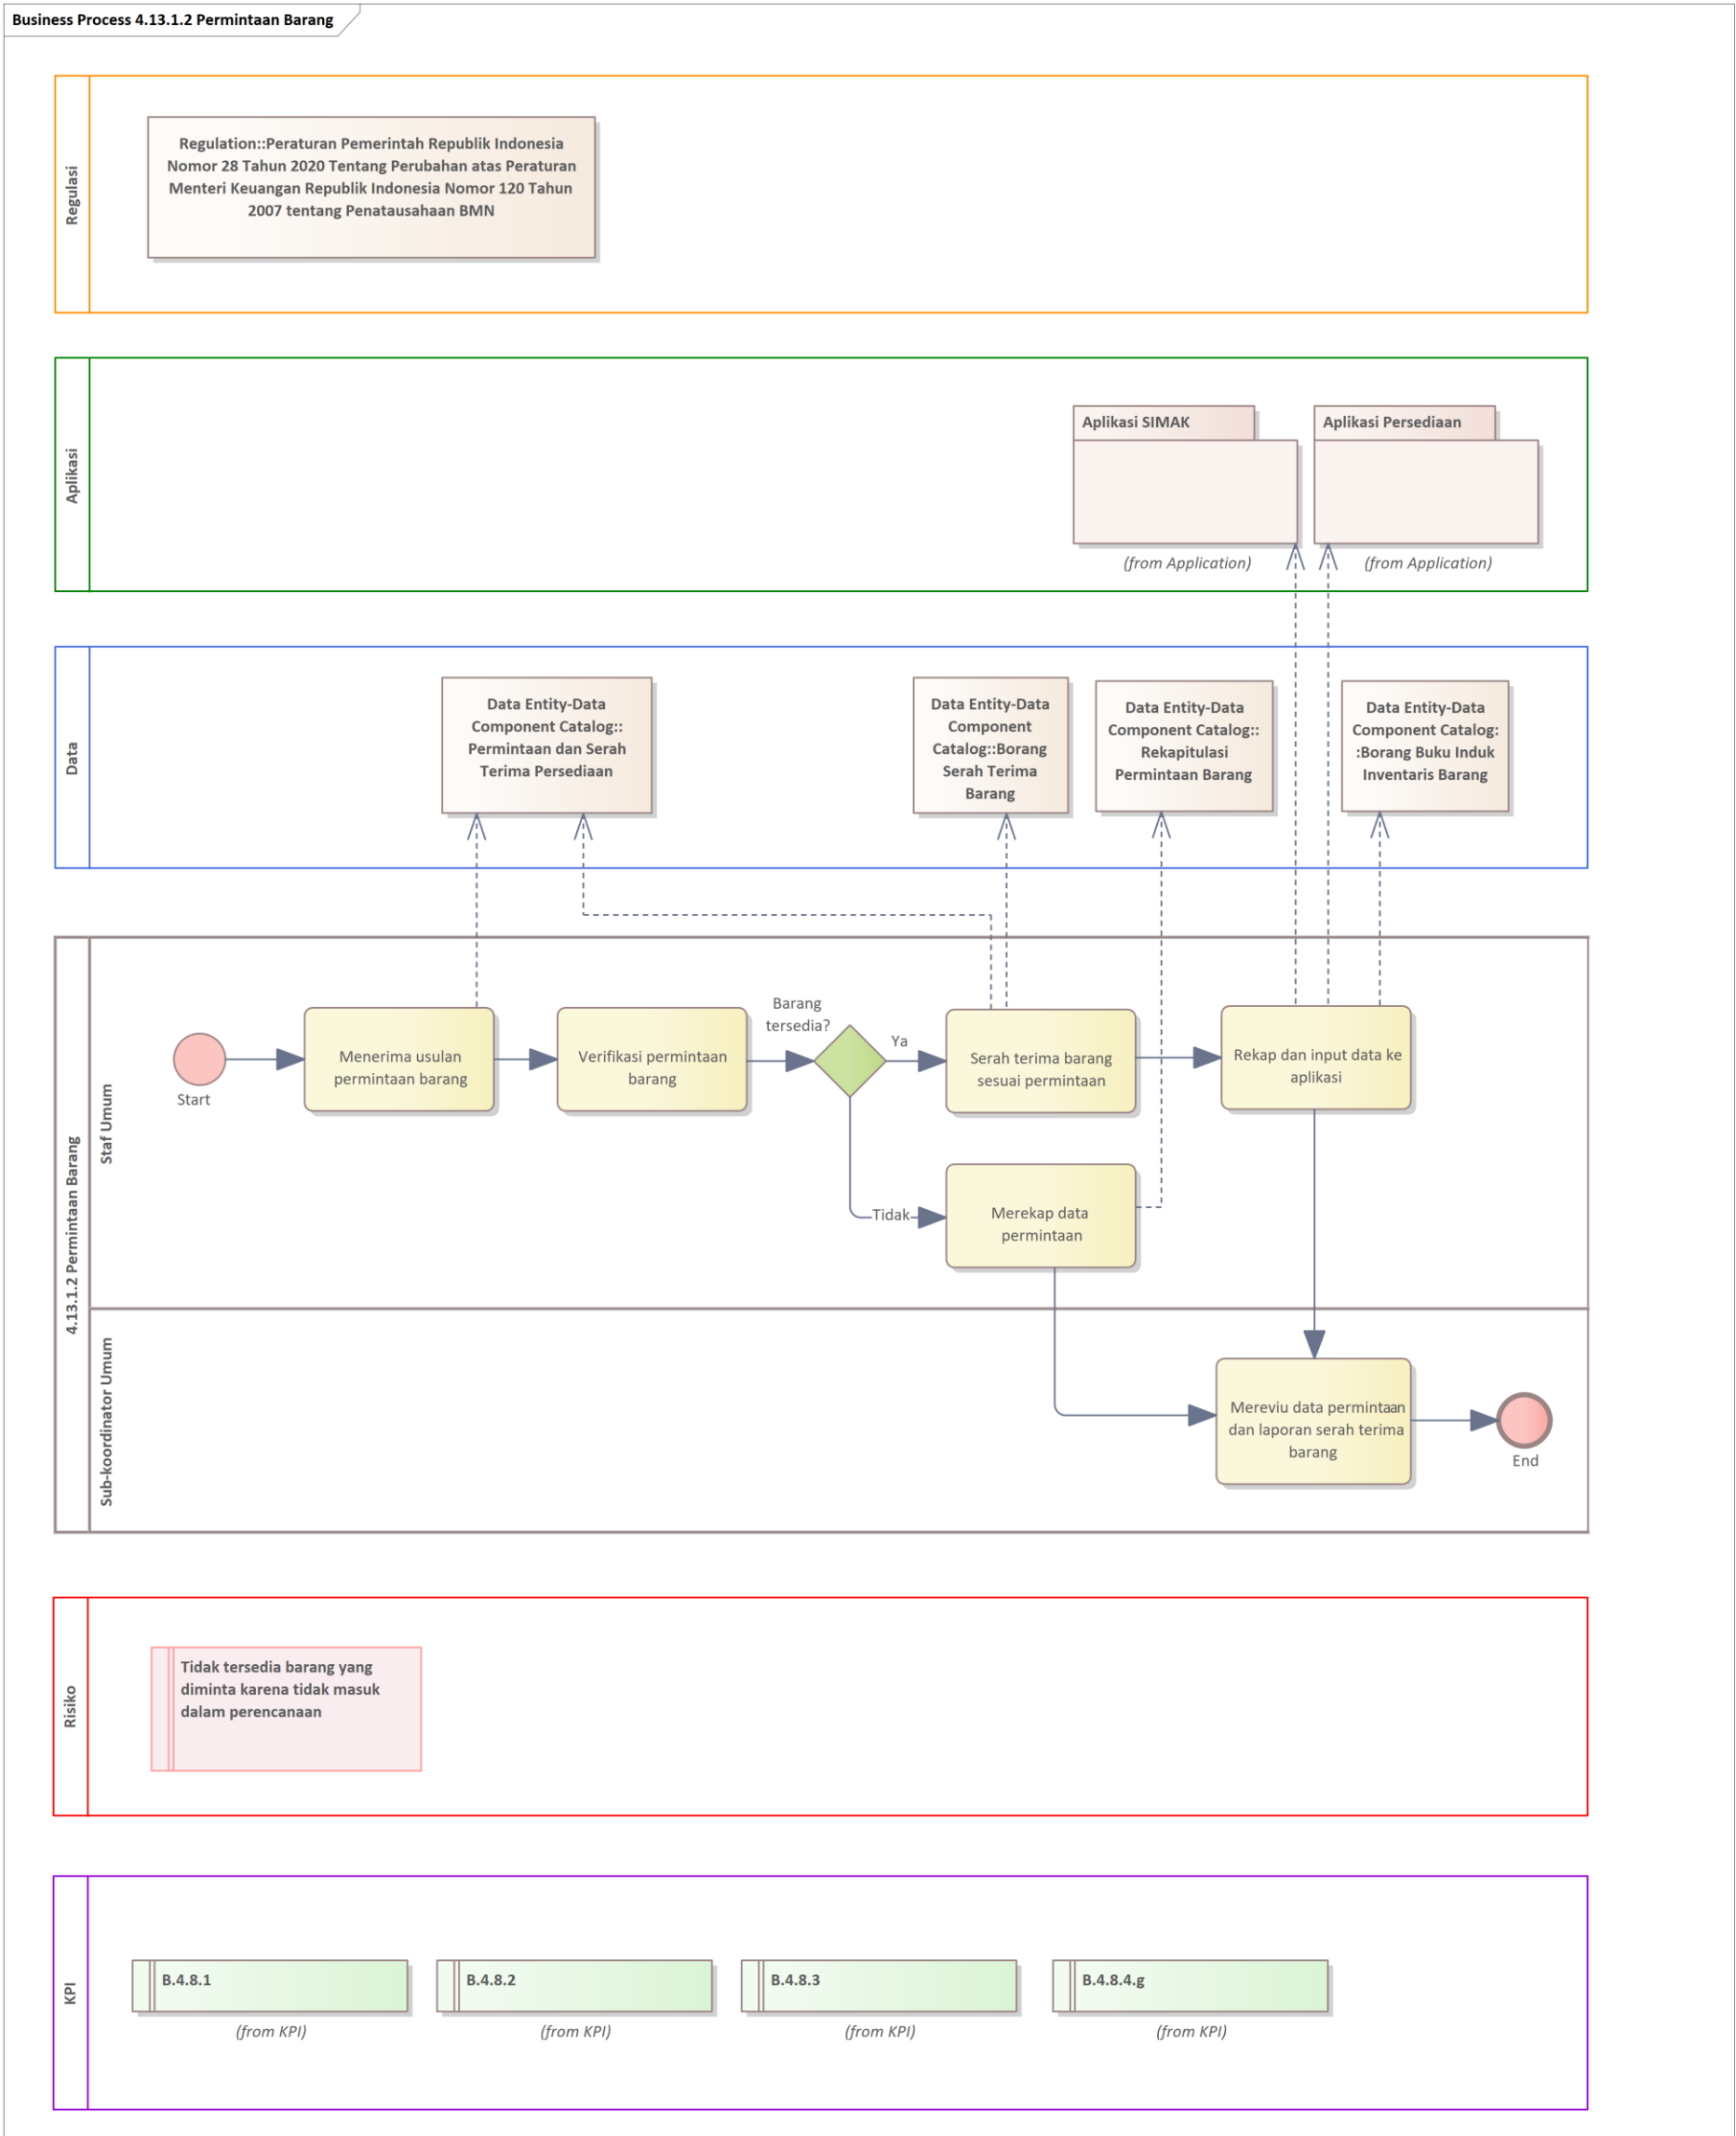 Business Process 4.13.1.2 Permintaan Barang
Regulasi
Regulation::Peraturan Pemerintah Republik Indonesia
Nomor 28 Tahun 2020 Tentang Perubahan atas Peraturan
Menteri Keuangan Republik Indonesia Nomor 120 Tahun
2007 tentang Penatausahaan BMN
Aplikasi
Aplikasi SIMAK
(from Application)
Aplikasi Persediaan
(from Application)
Data
Data Entity-Data
Component Catalog::
Permintaan dan Serah
Terima Persediaan
Data Entity-Data
Component
Catalog::Borang
Serah Terima
Barang
Data Entity-Data
Component Catalog::
Rekapitulasi
Permintaan Barang
Data Entity-Data
Component Catalog:
:Borang Buku Induk
Inventaris Barang
4.13.1.2 Permintaan Barang
Staf Umum
Start
Menerima usulan
permintaan barang
Verifikasi permintaan
barang
Barang
tersedia?
Ya
Serah terima barang
sesuai permintaan
Rekap dan input data ke
aplikasi
Tidak
Merekap data
permintaan
Sub-koordinator Umum
Mereviu data permintaan
dan laporan serah terima
barang
End
Risiko
Tidak tersedia barang yang
diminta karena tidak masuk
dalam perencanaan
KPI
B.4.8.1
(from KPI)
B.4.8.2
(from KPI)
B.4.8.3
(from KPI)
B.4.8.4.g
(from KPI)